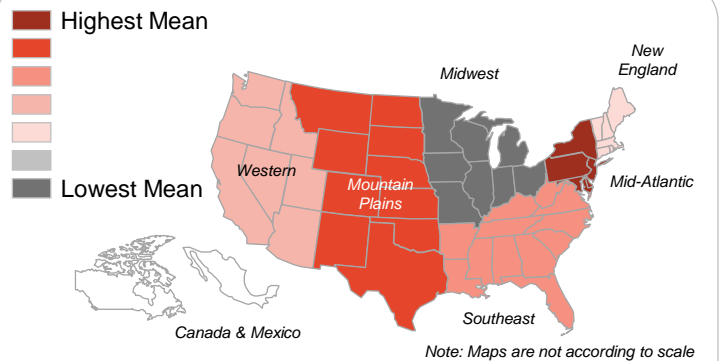 Highest Mean
Lowest Mean
New
England
Midwest
Western
Mountain
Plains
Mid-Atlantic
Southeast
Canada & Mexico
Note: Maps are not according to scale